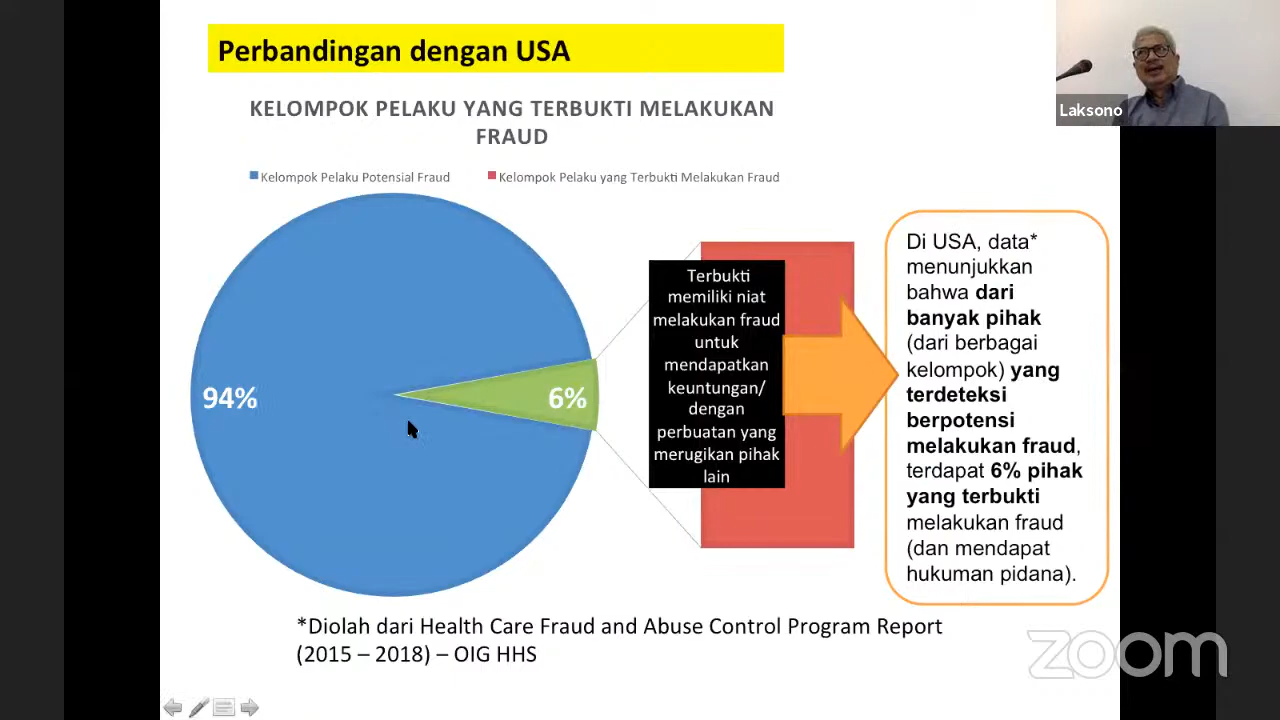 Perbandingan dengan USA
Laksono
KELOMPOK PELAKU YANG TERBUKTI MELAKUKAN
FRAUD
Kelompok Pelaku Potensial Fraud
Kelompok Pelaku yang Terbukti Melakukan Fraud
94%
6%
Terbukti
memiliki niat
melakukan fraud
untuk
mendapatkan
keuntungan/
dengan
perbuatan yang
merugikan pihak
lain
Di USA, data*
menunjukkan
bahwa dari
banyak pihak
(dari berbagai
kelompok) yang
terdeteksi
berpotensi
melakukan fraud,
terdapat 6% pihak
yang terbukti
melakukan fraud
(dan mendapat
hukuman pidana).
*Diolah dari Health Care Fraud and Abuse Control Program Report
(2015 – 2018) – OIG HHS
zoom